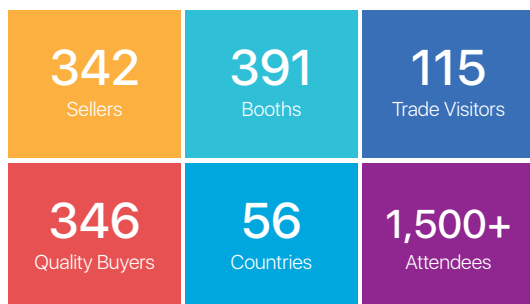 342
Sellers
391
Booths
115
Trade Visitors
346
Quality Buyers
56
Countries
1,500+
Attendees